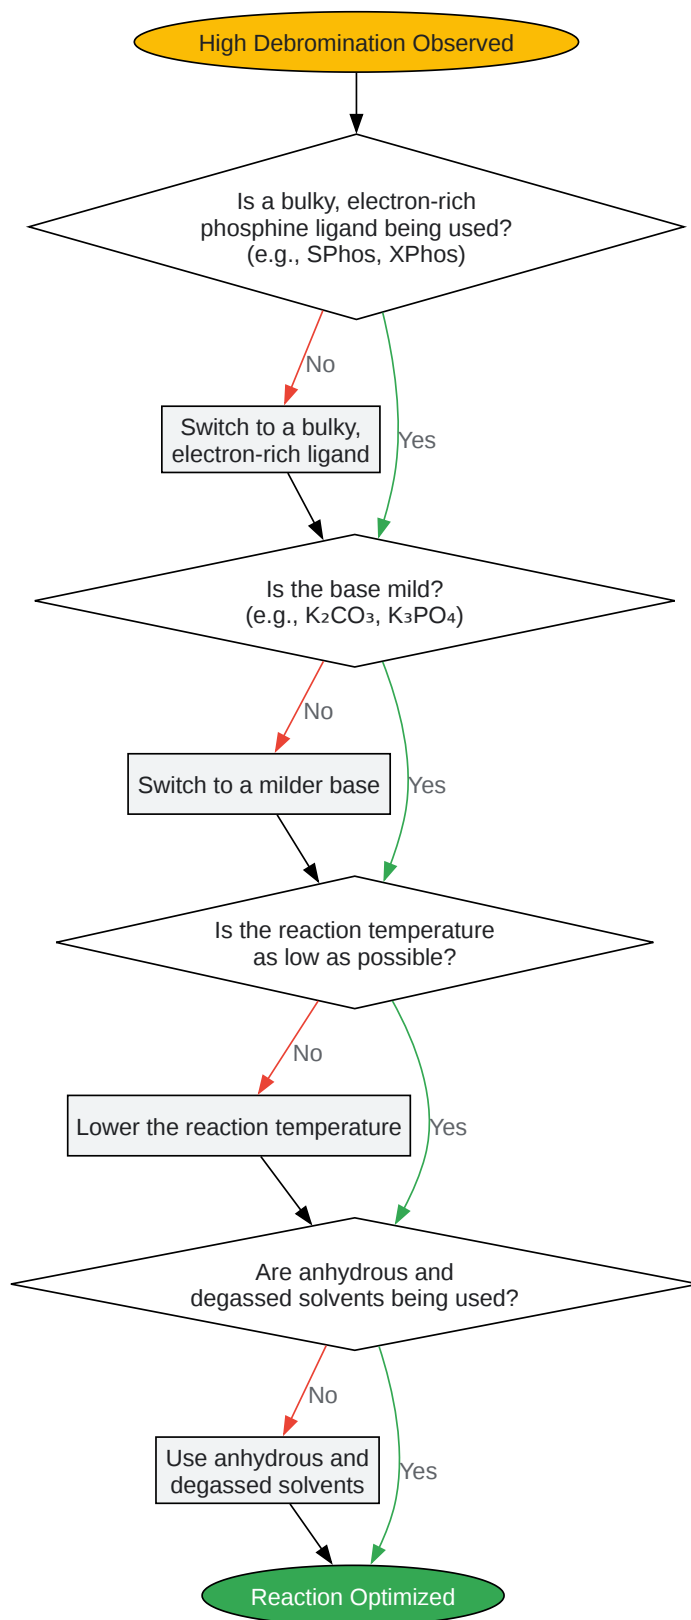 High Debromination Observed
Is a bulky, electron-rich
phosphine ligand being used?
(e.g., SPhos, XPhos)
No
Switch to a bulky,
electron-rich ligand
Yes
Is the base mild?
(e.g., K₂CO₃, K₃PO₄)
No
Switch to a milder base
Yes
Is the reaction temperature
as low as possible?
No
Lower the reaction temperature
Yes
Are anhydrous and
degassed solvents being used?
No
Use anhydrous and
degassed solvents
Yes
Reaction Optimized